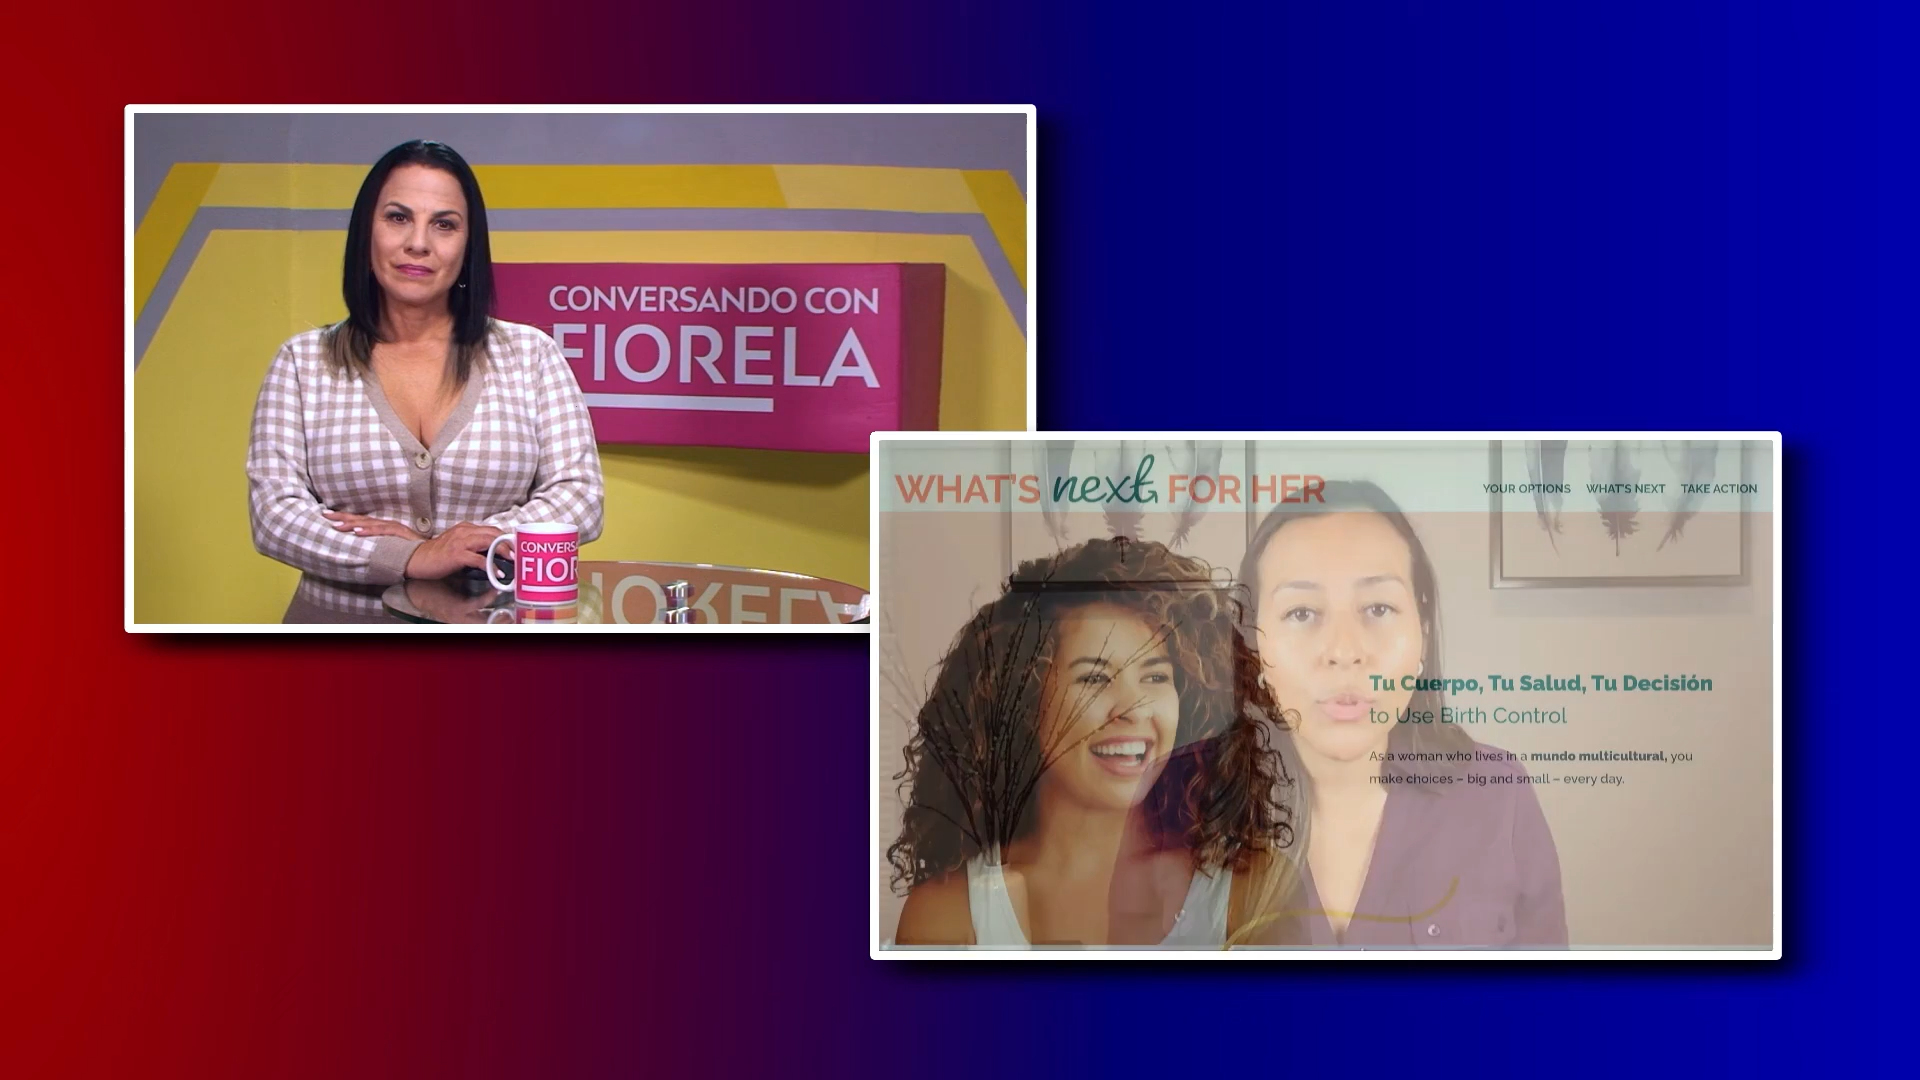 CONVERSANDO CON
FIORELA
CONVERS
FIOR
WHAT'S next FOR HER
YOUR OPTIONS WHAT'S NEXT TAKE ACTION
Tu Cuerpo, Tu Salud, Tu Decisión
to Use Birth Control
As a woman who lives in a mundo multicultural, you
make choices – big and small – every day.